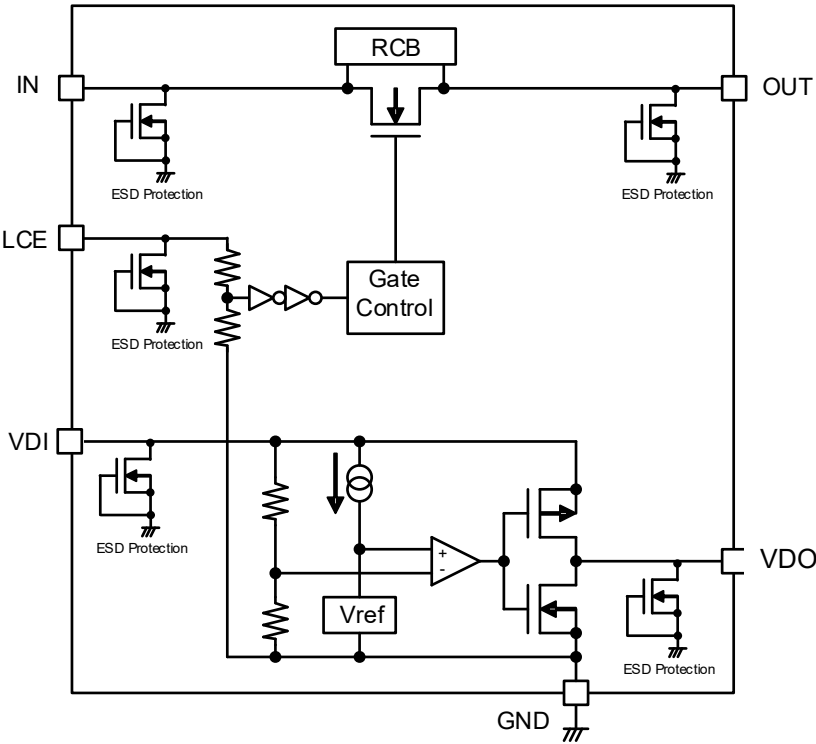 RCB
IN
OUT
ESD Protection
ESD Protection
LCE
Gate
Control
ESD Protection
VDI
ESD Protection
+
-
VDO
Vref
ESD Protection
GND